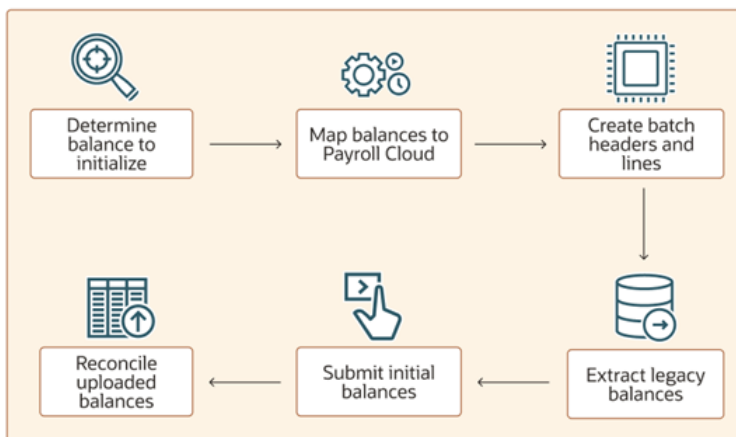 Determine
balance to
initialize
Map balances to
Payroll Cloud
Create batch
headers and
lines
Extract legacy
balances
Submit initial
balances
Reconcile
uploaded
balances